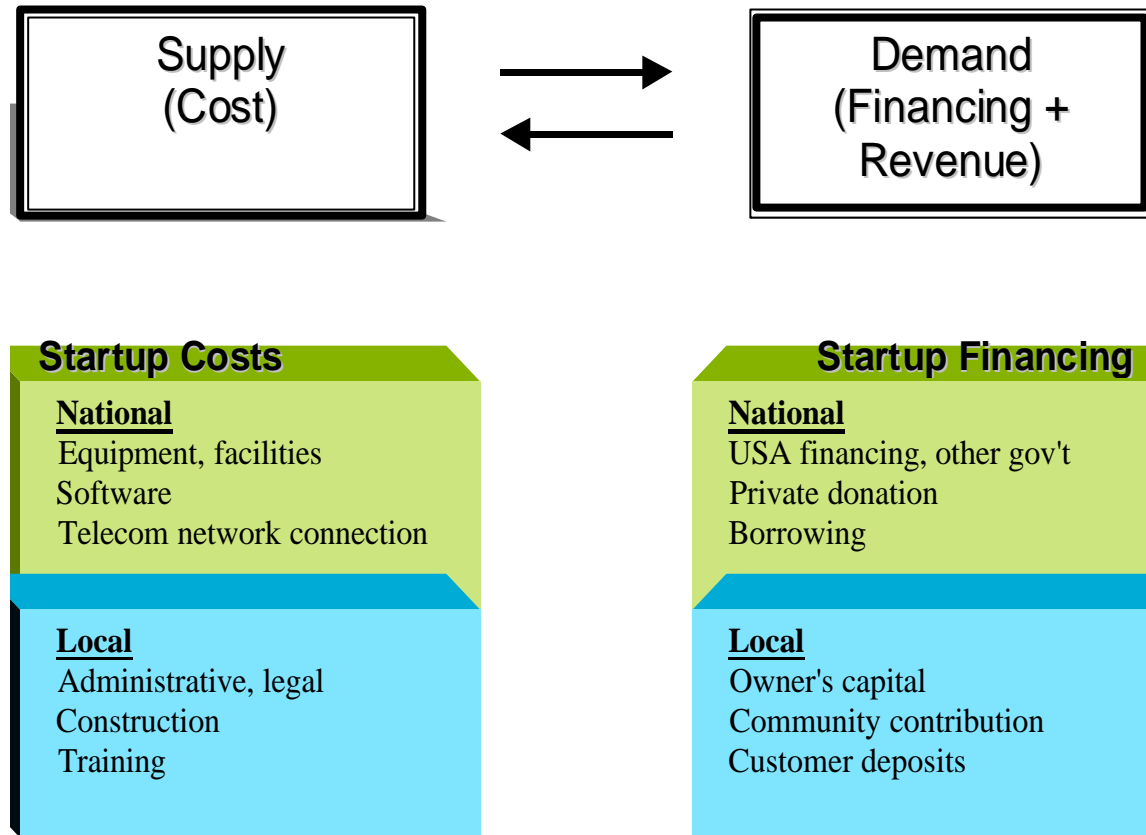 Supply
(Cost)
Demand
(Financing +
Revenue)
Startup Costs
National
Equipment, facilities
Software
Telecom network connection
Local
Administrative, legal
Construction
Training
Startup Financing
National
USA financing, other gov't
Private donation
Borrowing
Local
Owner's capital
Community contribution
Customer deposits